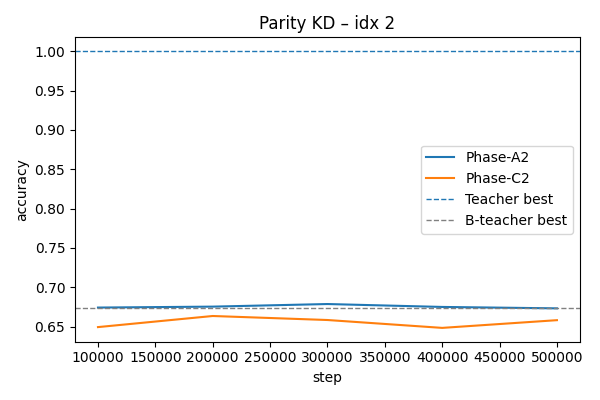 Parity KD – idx 2
accuracy
1.00
0.95
0.90
0.85
0.80
0.75
0.70
0.65
Phase-A2
Phase-C2
Teacher best
B-teacher best
100000 150000 200000 250000 300000 350000 400000 450000 500000
step